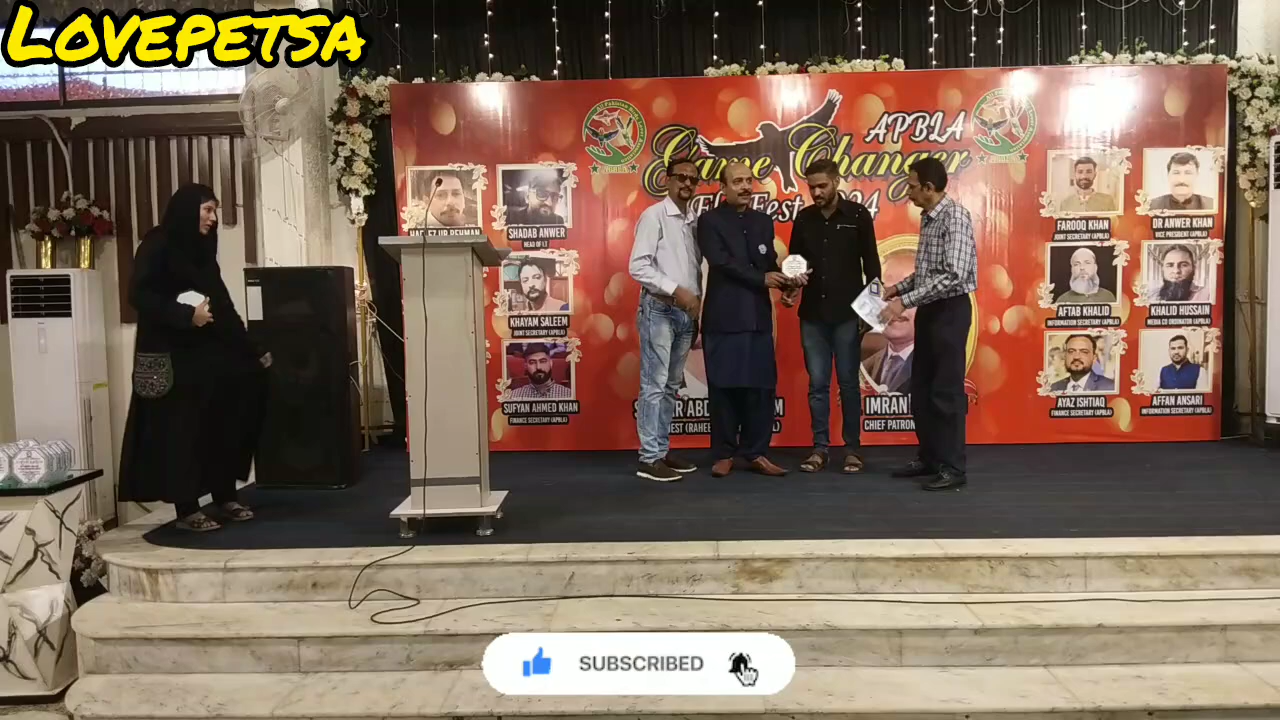 LOVEPETSA
APBLA
Game Changer
SHADAB ANWER
HEAD OF I.T
KHAYAM SALEEM
JOINT SECRETARY (APBLA)
SUFYAN AHMED KHAN
FINANCE SECRETARY (APBLA)
FAROOQ KHAN
JOINT SECRETARY (APBLA)
DR ANWER KHAN
VICE PRESIDENT (APBLA)
AFTAB KHALID
INFORMATION SECRETARY (APBLA)
KHALID HUSSAIN
MEDIA CO ORDINATOR (APBLA)
AYAZ ISHTIAQ
FINANCE SECRETARY (APBLA)
AFFAN ANSARI
INFORMATION SECRETARY (APBLA)
IMRAN
CHIEF PATRON
SUBSCRIBED